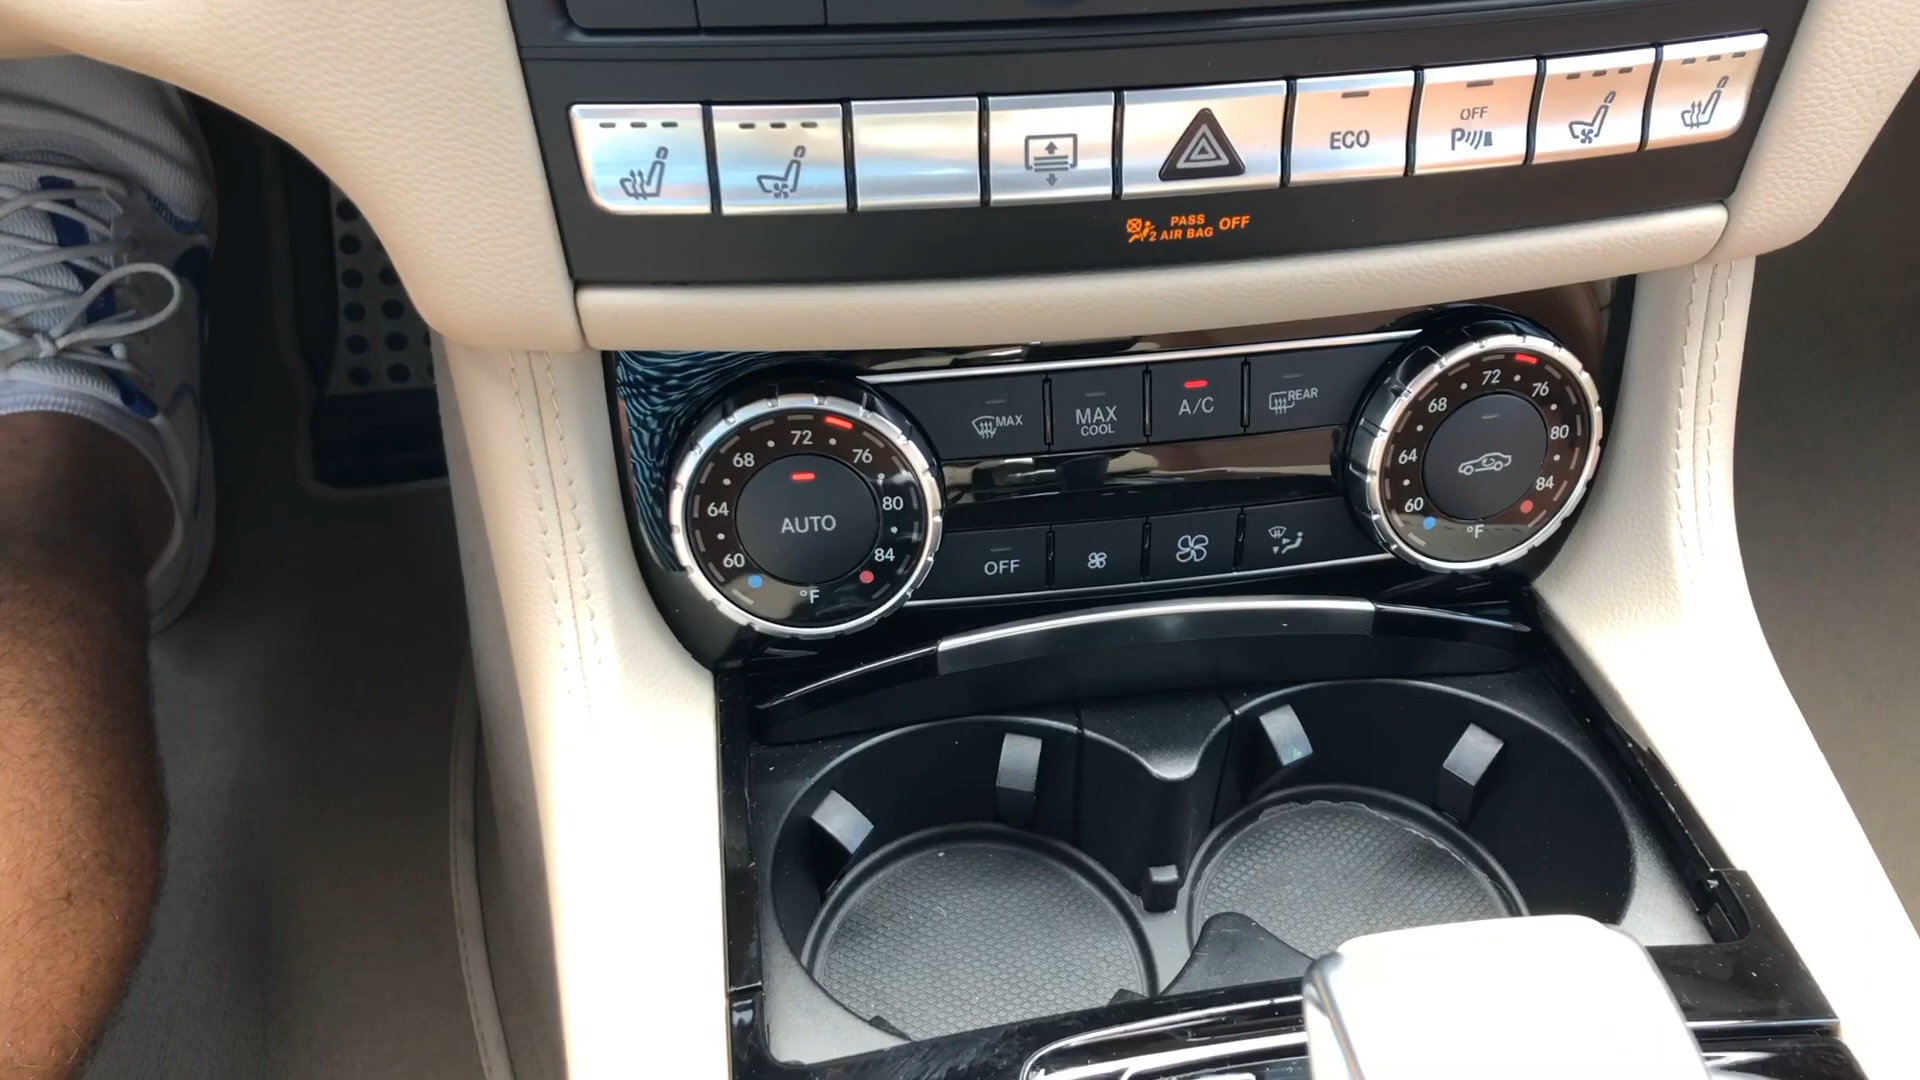 ECO
OFF
P
PASS
2 AIR BAG OFF
MAX
MAX
COOL
A/C
REAR
60 64 68 72 76 80 84
°F
AUTO
60 64 68 72 76 80 84
°F
OFF